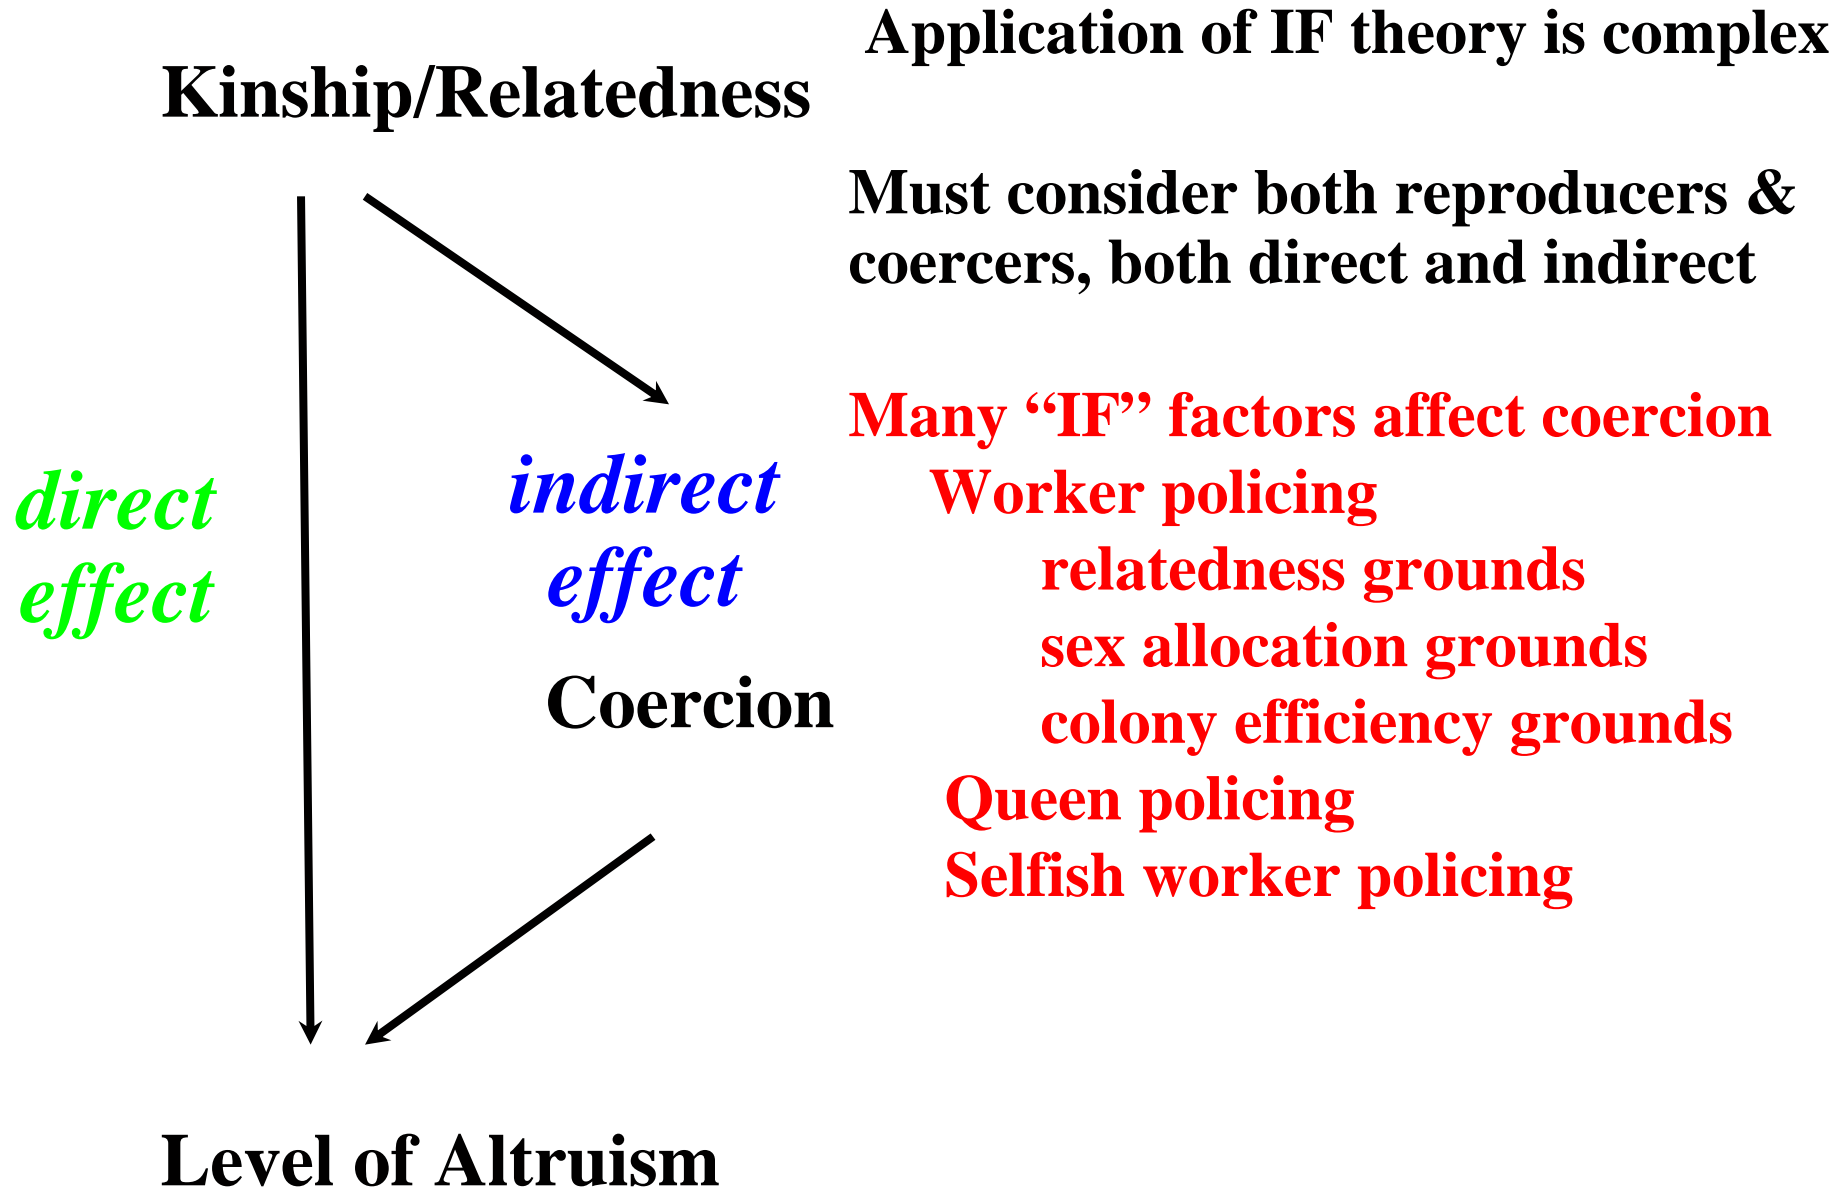 Application of IF theory is complex
Kinship/Relatedness
Must consider both reproducers &
coercers, both direct and indirect
direct
effect
indirect
effect
Coercion
Many “IF” factors affect coercion
Worker policing
relatedness grounds
sex allocation grounds
colony efficiency grounds
Queen policing
Selfish worker policing
Level of Altruism